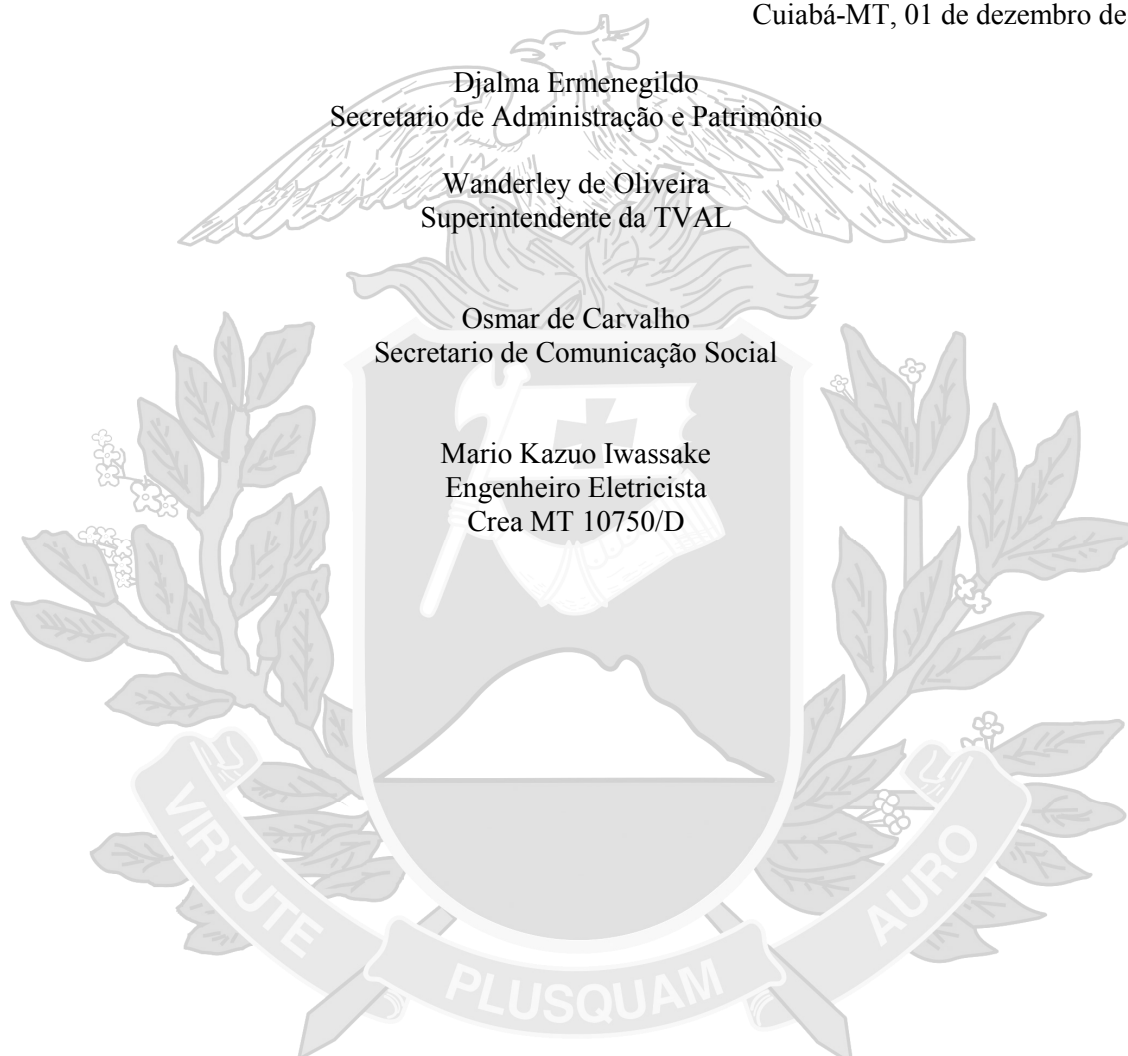 Cuiabá-MT, 01 de dezembro de
Djalma Ermenegildo
Secretario de Administração e Patrimônio
Wanderley de Oliveira
Superintendente da TVAL
Osmar de Carvalho
Secretario de Comunicação Social
Mario Kazuo Iwassake
Engenheiro Eletricista
Crea MT 10750/D
VIRTUTE
PLUSQUAM
AURO